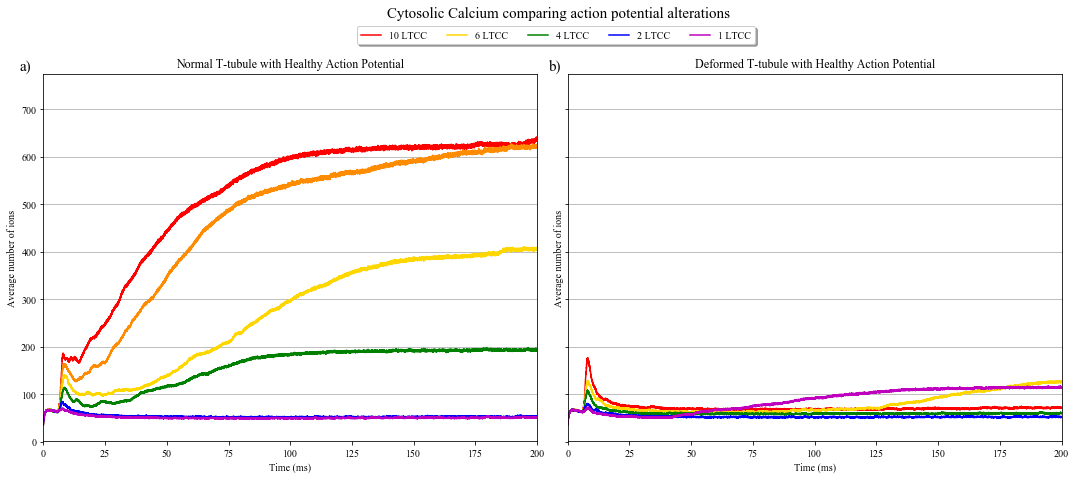 Cytosolic Calcium comparing action potential alterations
10 LTCC 6 LTCC 4 LTCC 2 LTCC 1 LTCC
a) Normal T-tubule with Healthy Action Potential
700
600
500
400
300
200
100
0
Average number of ions
0 25 50 75 100 125 150 175 200
Time (ms)
b) Deformed T-tubule with Healthy Action Potential
Average number of ions
0 25 50 75 100 125 150 175 200
Time (ms)